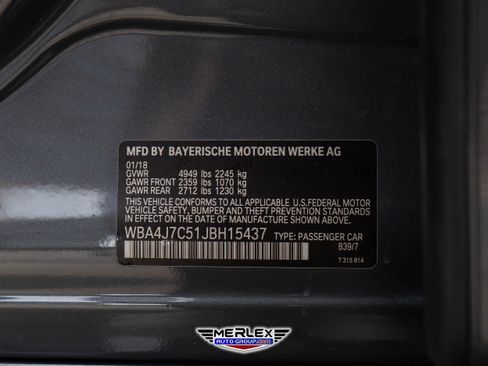 MFD BY BAYERISCHE MOTOREN WERKE AG
01/18
GVWR 4949 lbs 2245 kg
GAWR FRONT 2359 lbs 1070 kg
GAWR REAR 2712 lbs 1230 kg
THIS VEHICLE CONFORMS TO ALL APPLICABLE U.S.FEDERAL MOTOR
VEHICLE SAFETY, BUMPER, AND THEFT PREVENTION STANDARDS
IN EFFECT ON THE DATE OF MANUFACTURE SHOWN ABOVE.
WBA4J7C51JBH15437 TYPE: PASSENGER CAR
B39/7
7 315 814
MERLEX
AUTO GROUP.COM